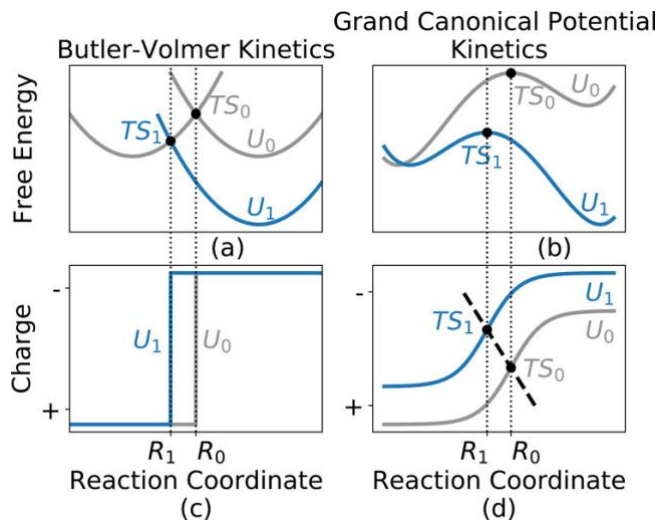 Butler-Volmer Kinetics
Grand Canonical Potential
Kinetics
Free Energy
TS₁
TS₀
U₀
U₁
(a)
TS₁
TS₀
U₀
U₁
(b)
Charge
-
+
U₁
U₀
R₁ R₀
Reaction Coordinate
(c)
-
+
TS₁
TS₀
U₁
U₀
R₁ R₀
Reaction Coordinate
(d)